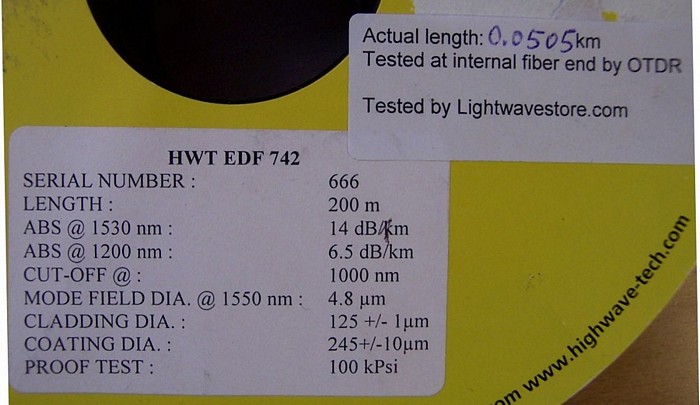 Actual length: 0.0505km
Tested at internal fiber end by OTDR
Tested by Lightwavestore.com
HWT EDF 742
SERIAL NUMBER : 666
LENGTH : 200 m
ABS @ 1530 nm : 14 dB/km
ABS @ 1200 nm : 6.5 dB/km
CUT-OFF @ : 1000 nm
MODE FIELD DIA. @ 1550 nm : 4.8 µm
CLADDING DIA. : 125 +/- 1µm
COATING DIA. : 245+/-10µm
PROOF TEST : 100 kPsi
om www.highwave-tech.com